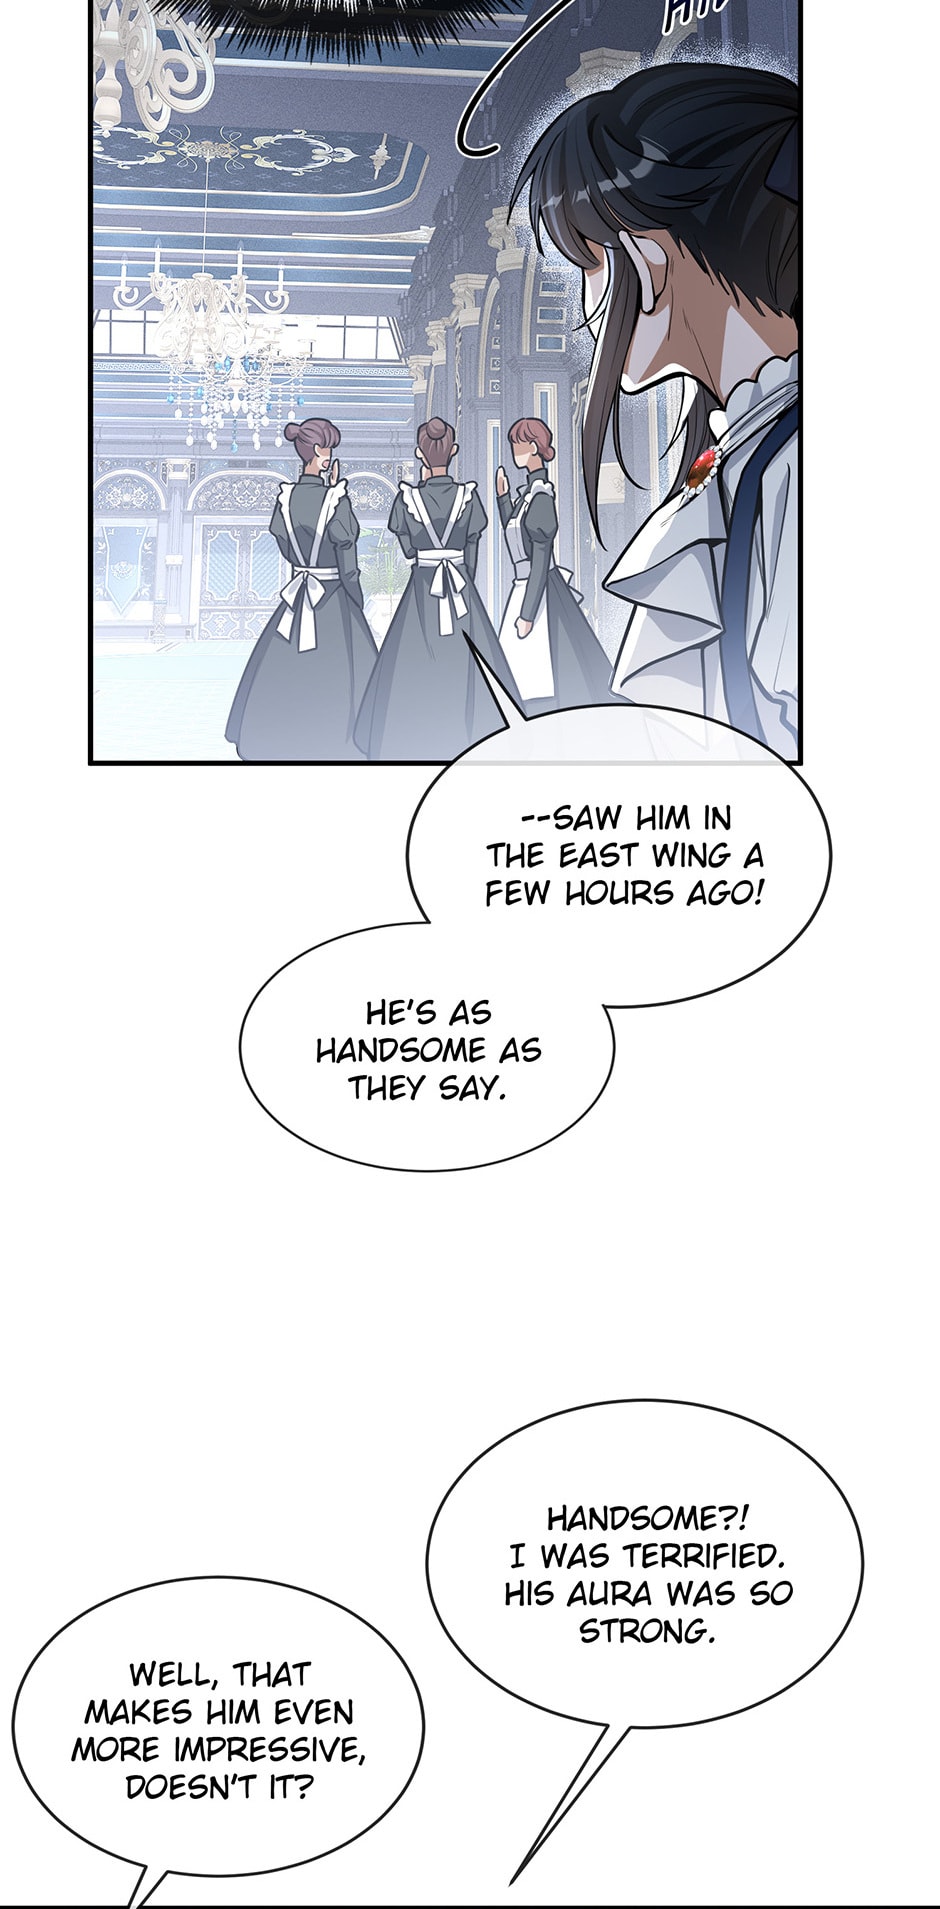 --SAW HIM IN
THE EAST WING A
FEW HOURS AGO!
HE'S AS
HANDSOME AS
THEY SAY.
HANDSOME?!
I WAS TERRIFIED.
HIS AURA WAS SO
STRONG.
WELL, THAT
MAKES HIM EVEN
MORE IMPRESSIVE,
DOESN'T IT?